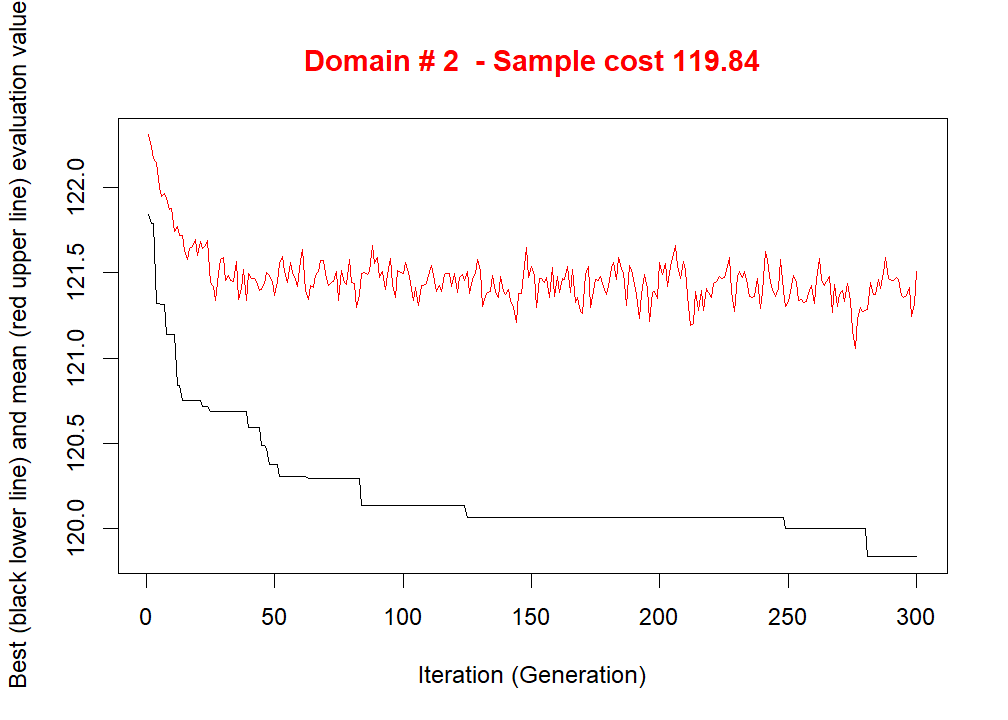 Domain # 2  - Sample cost 119.84
Best (black lower line) and mean (red upper line) evaluation value
122.0
121.5
121.0
120.5
120.0
0 50 100 150 200 250 300
Iteration (Generation)